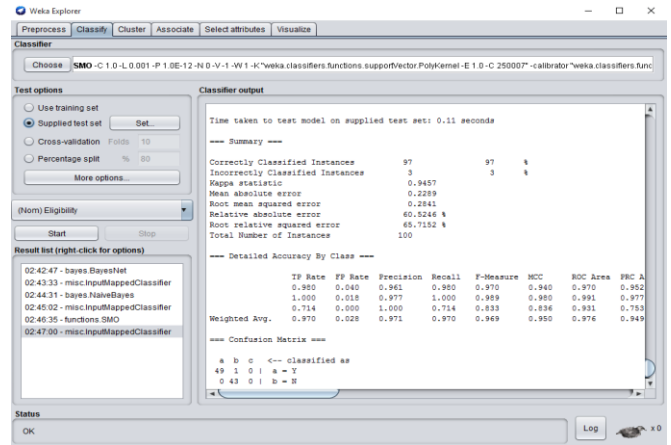 Weka Explorer
Preprocess Classify Cluster Associate Select attributes Visualize
Classifier
Choose SMO -C 1.0 -L 0.001 -P 1.0E-12 -N 0 -V -1 -W 1 -K "weka.classifiers.functions.supportVector.PolyKernel -E 1.0 -C 250007" -calibrator "weka.classifiers.func
Test options
Use training set
Supplied test set Set...
Cross-validation Folds 10
Percentage split % 80
More options...
(Nom) Eligibility
Start Stop
Result list (right-click for options)
02:42:47 - bayes.BayesNet
02:43:33 - misc.InputMappedClassifier
02:44:31 - bayes.NaiveBayes
02:45:02 - misc.InputMappedClassifier
02:46:35 - functions.SMO
02:47:00 - misc.InputMappedClassifier
Classifier output
Time taken to test model on supplied test set: 0.11 seconds
=== Summary ===
Correctly Classified Instances 97 97 %
Incorrectly Classified Instances 3 3 %
Kappa statistic 0.9457
Mean absolute error 0.2289
Root mean squared error 0.2841
Relative absolute error 60.5246 %
Root relative squared error 65.7152 %
Total Number of Instances 100
=== Detailed Accuracy By Class ===
TP Rate FP Rate Precision Recall F-Measure MCC ROC Area PRC A
0.980 0.040 0.961 0.980 0.970 0.940 0.970 0.952
1.000 0.018 0.977 1.000 0.989 0.980 0.991 0.977
0.714 0.000 1.000 0.714 0.833 0.836 0.931 0.753
Weighted Avg. 0.970 0.028 0.971 0.970 0.969 0.950 0.976 0.949
=== Confusion Matrix ===
a b c <-- classified as
49 1 0 | a = Y
0 43 0 | b = N
Status
OK
Log
x 0